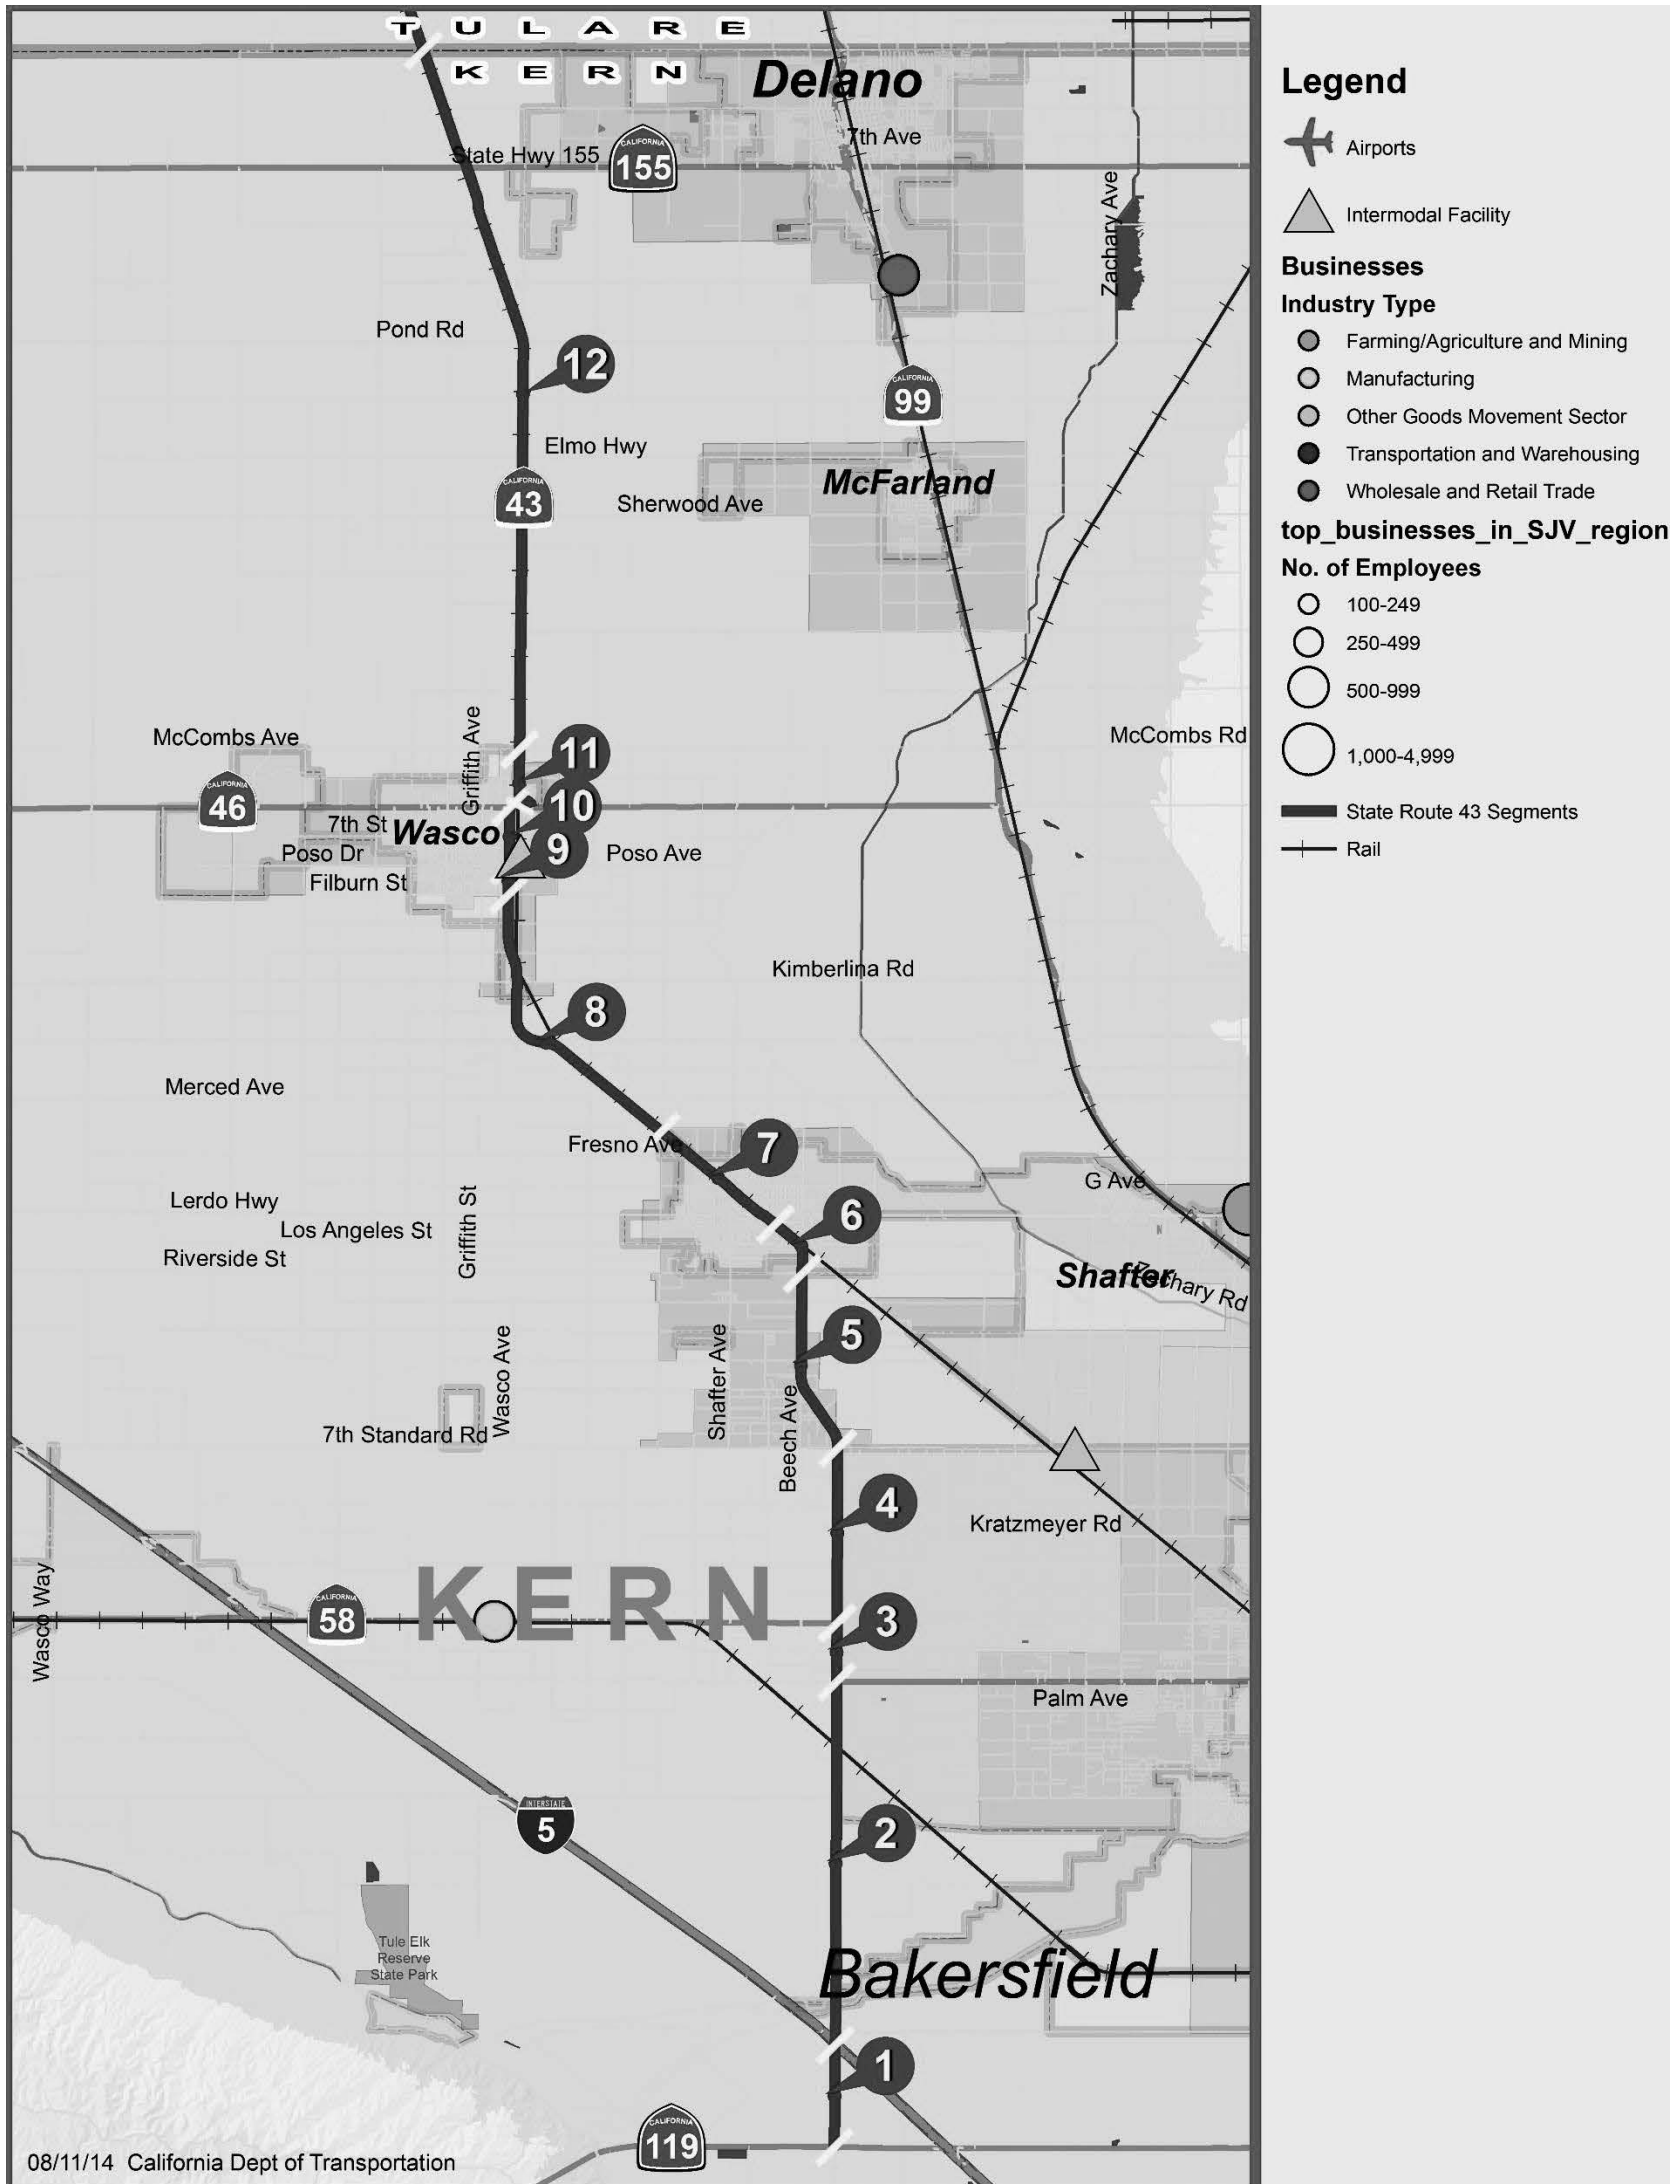 TULARE
KERN
Delano
7th Ave
State Hwy 155
CALIFORNIA
155
Zachary Ave
Pond Rd
12
CALIFORNIA
99
Elmo Hwy
CALIFORNIA
43
McFarland
Sherwood Ave
McCombs Ave
Griffith Ave
11
McCombs Rd
CALIFORNIA
46
10
7th St
Wasco
9
Poso Dr
Poso Ave
Filburn St
Kimberlina Rd
8
Merced Ave
Fresno Ave
7
G Ave
Lerdo Hwy
Griffith St
6
Los Angeles St
Riverside St
Shafter
Zachary Rd
5
Wasco Ave
Shafter Ave
Beech Ave
7th Standard Rd
4
Kratzmeyer Rd
Wasco Way
KERN
CALIFORNIA
58
3
Palm Ave
INTERSTATE
5
2
Tule Elk
Reserve
State Park
Bakersfield
1
CALIFORNIA
119
08/11/14 California Dept of Transportation
Legend
Airports
Intermodal Facility
Businesses
Industry Type
Farming/Agriculture and Mining
Manufacturing
Other Goods Movement Sector
Transportation and Warehousing
Wholesale and Retail Trade
top_businesses_in_SJV_region
No. of Employees
100-249
250-499
500-999
1,000-4,999
State Route 43 Segments
Rail